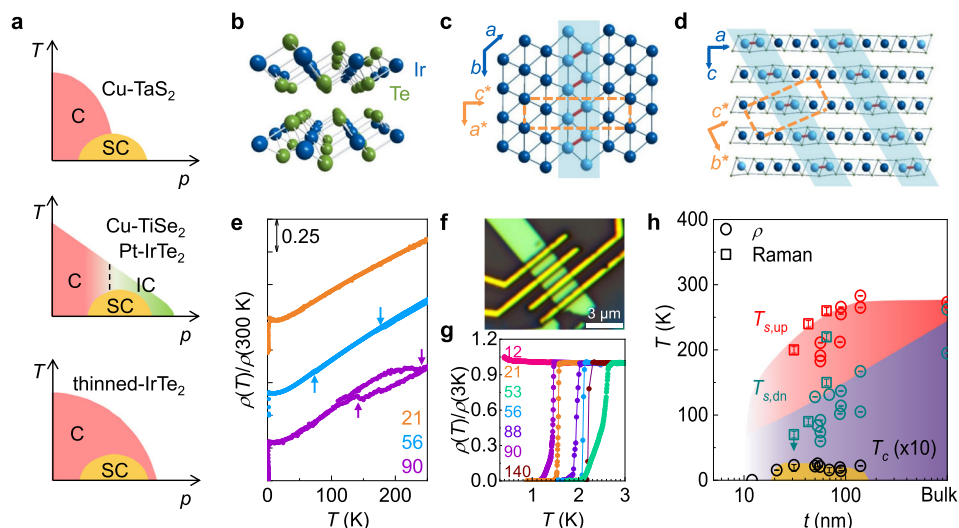 a
T
Cu-TaS2
C
SC
p
T
Cu-TiSe2
Pt-IrTe2
C
IC
SC
p
T
thinned-IrTe2
C
SC
p
b
Ir
Te
c
a
b
c*
a*
d
a
c
c*
b*
e
0.25
ρ(T)/ρ(300 K)
21
56
90
0 100 200
T (K)
f
3 μm
g
12
21
53
56
88
90
140
1.2
0.9
0.6
0.3
0.0
ρ(T)/ρ(3K)
1 2 3
T (K)
h
ρ
Raman
400
300
200
100
0
T (K)
Ts,up
Ts,dn
Tc (x10)
10 100 Bulk
t (nm)